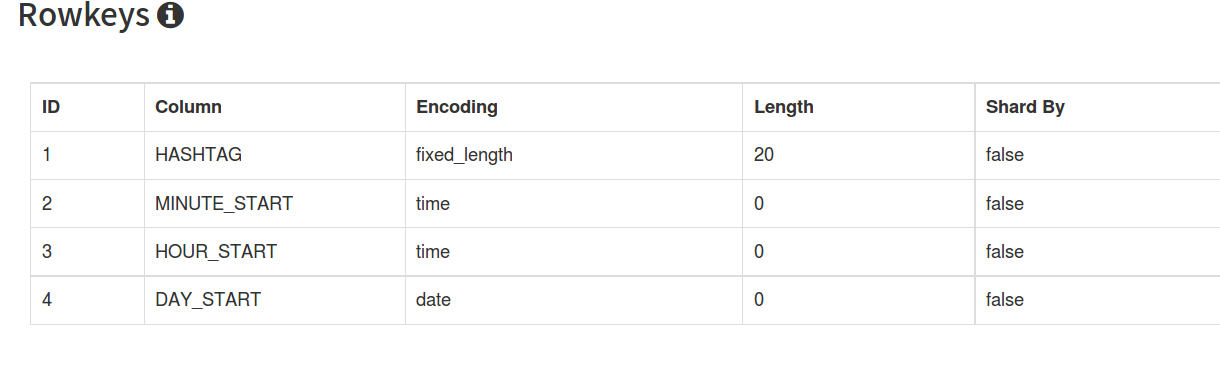 Rowkeys
ID Column Encoding Length Shard By
1 HASHTAG fixed_length 20 false
2 MINUTE_START time 0 false
3 HOUR_START time 0 false
4 DAY_START date 0 false